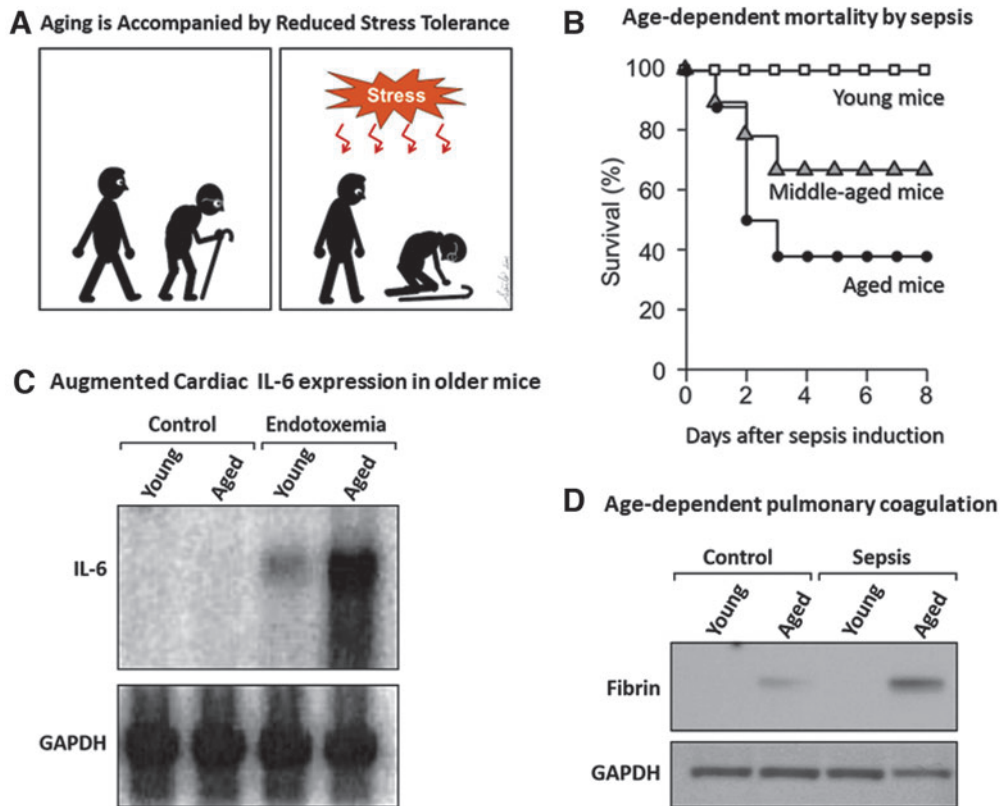 A Aging is Accompanied by Reduced Stress Tolerance
Stress
B Age-dependent mortality by sepsis
100
80
60
40
20
0
Survival (%)
Young mice
Middle-aged mice
Aged mice
0 2 4 6 8
Days after sepsis induction
C Augmented Cardiac IL-6 expression in older mice
Control Endotoxemia
Young Aged Young Aged
IL-6
GAPDH
D Age-dependent pulmonary coagulation
Control Sepsis
Young Aged Young Aged
Fibrin
GAPDH